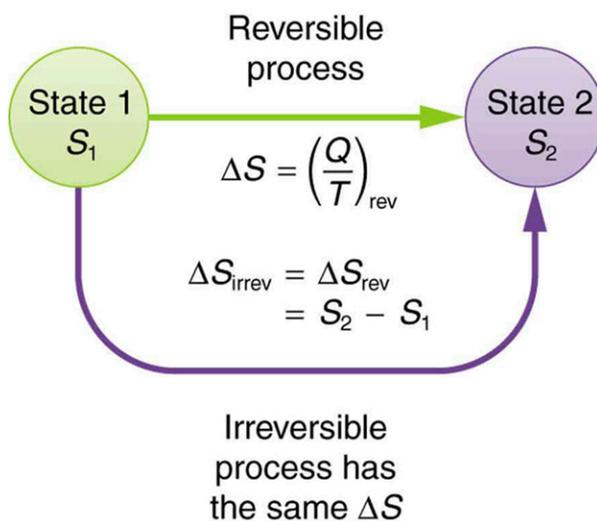 Reversible
process
State 1
S₁
State 2
S₂
ΔS = (Q/T)rev
ΔSirrev = ΔSrev
= S₂ − S₁
Irreversible
process has
the same ΔS